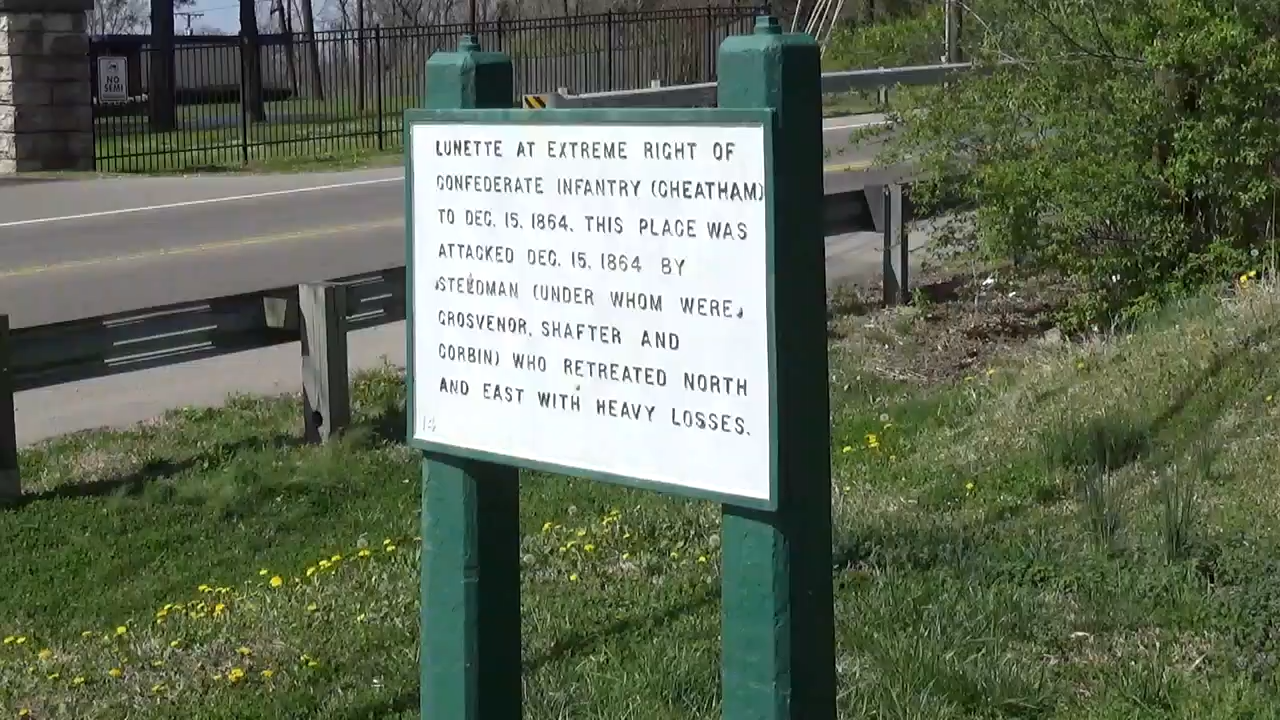 NO
SEMI
LUNETTE AT EXTREME RIGHT OF
CONFEDERATE INFANTRY (CHEATHAM)
TO DEC. 15, 1864. THIS PLACE WAS
ATTACKED DEC. 15, 1864 BY
STEEDMAN (UNDER WHOM WERE
GROSVENOR, SHAFTER AND
CORBIN) WHO RETREATED NORTH
AND EAST WITH HEAVY LOSSES.
14